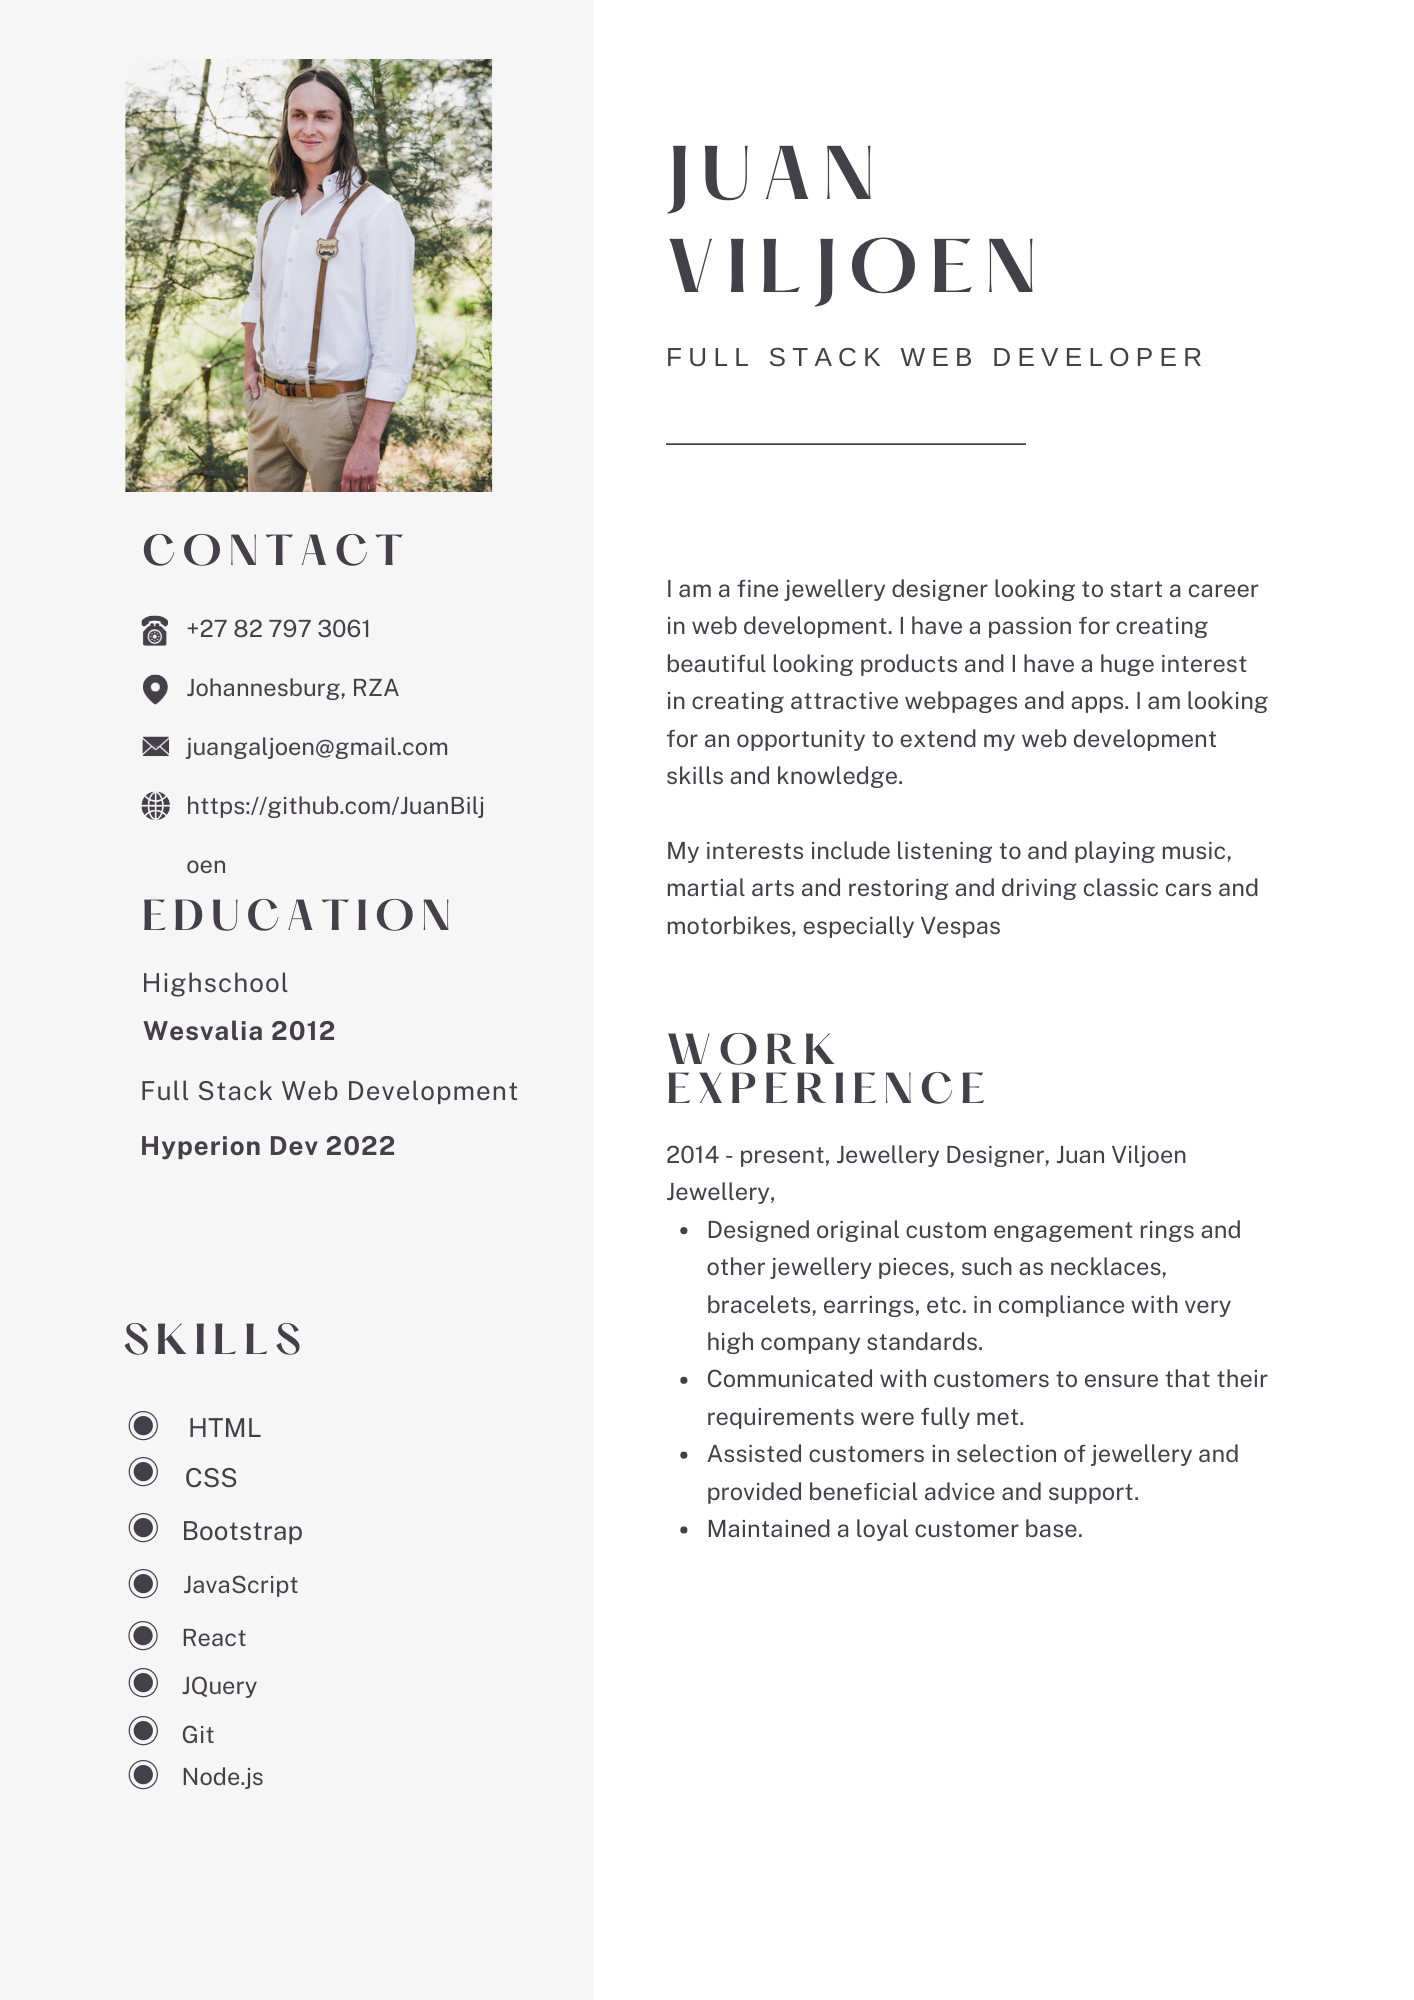 JUAN
VILJOEN
FULL STACK WEB DEVELOPER
CONTACT
+27 82 797 3061
Johannesburg, RZA
juangaljoen@gmail.com
https://github.com/JuanBilj
oen
EDUCATION
Highschool
Wesvalia 2012
Full Stack Web Development
Hyperion Dev 2022
SKILLS
HTML
CSS
Bootstrap
JavaScript
React
JQuery
Git
Node.js
I am a fine jewellery designer looking to start a career
in web development. I have a passion for creating
beautiful looking products and I have a huge interest
in creating attractive webpages and apps. I am looking
for an opportunity to extend my web development
skills and knowledge.
My interests include listening to and playing music,
martial arts and restoring and driving classic cars and
motorbikes, especially Vespas
WORK
EXPERIENCE
2014 - present, Jewellery Designer, Juan Viljoen
Jewellery,
• Designed original custom engagement rings and
other jewellery pieces, such as necklaces,
bracelets, earrings, etc. in compliance with very
high company standards.
• Communicated with customers to ensure that their
requirements were fully met.
• Assisted customers in selection of jewellery and
provided beneficial advice and support.
• Maintained a loyal customer base.